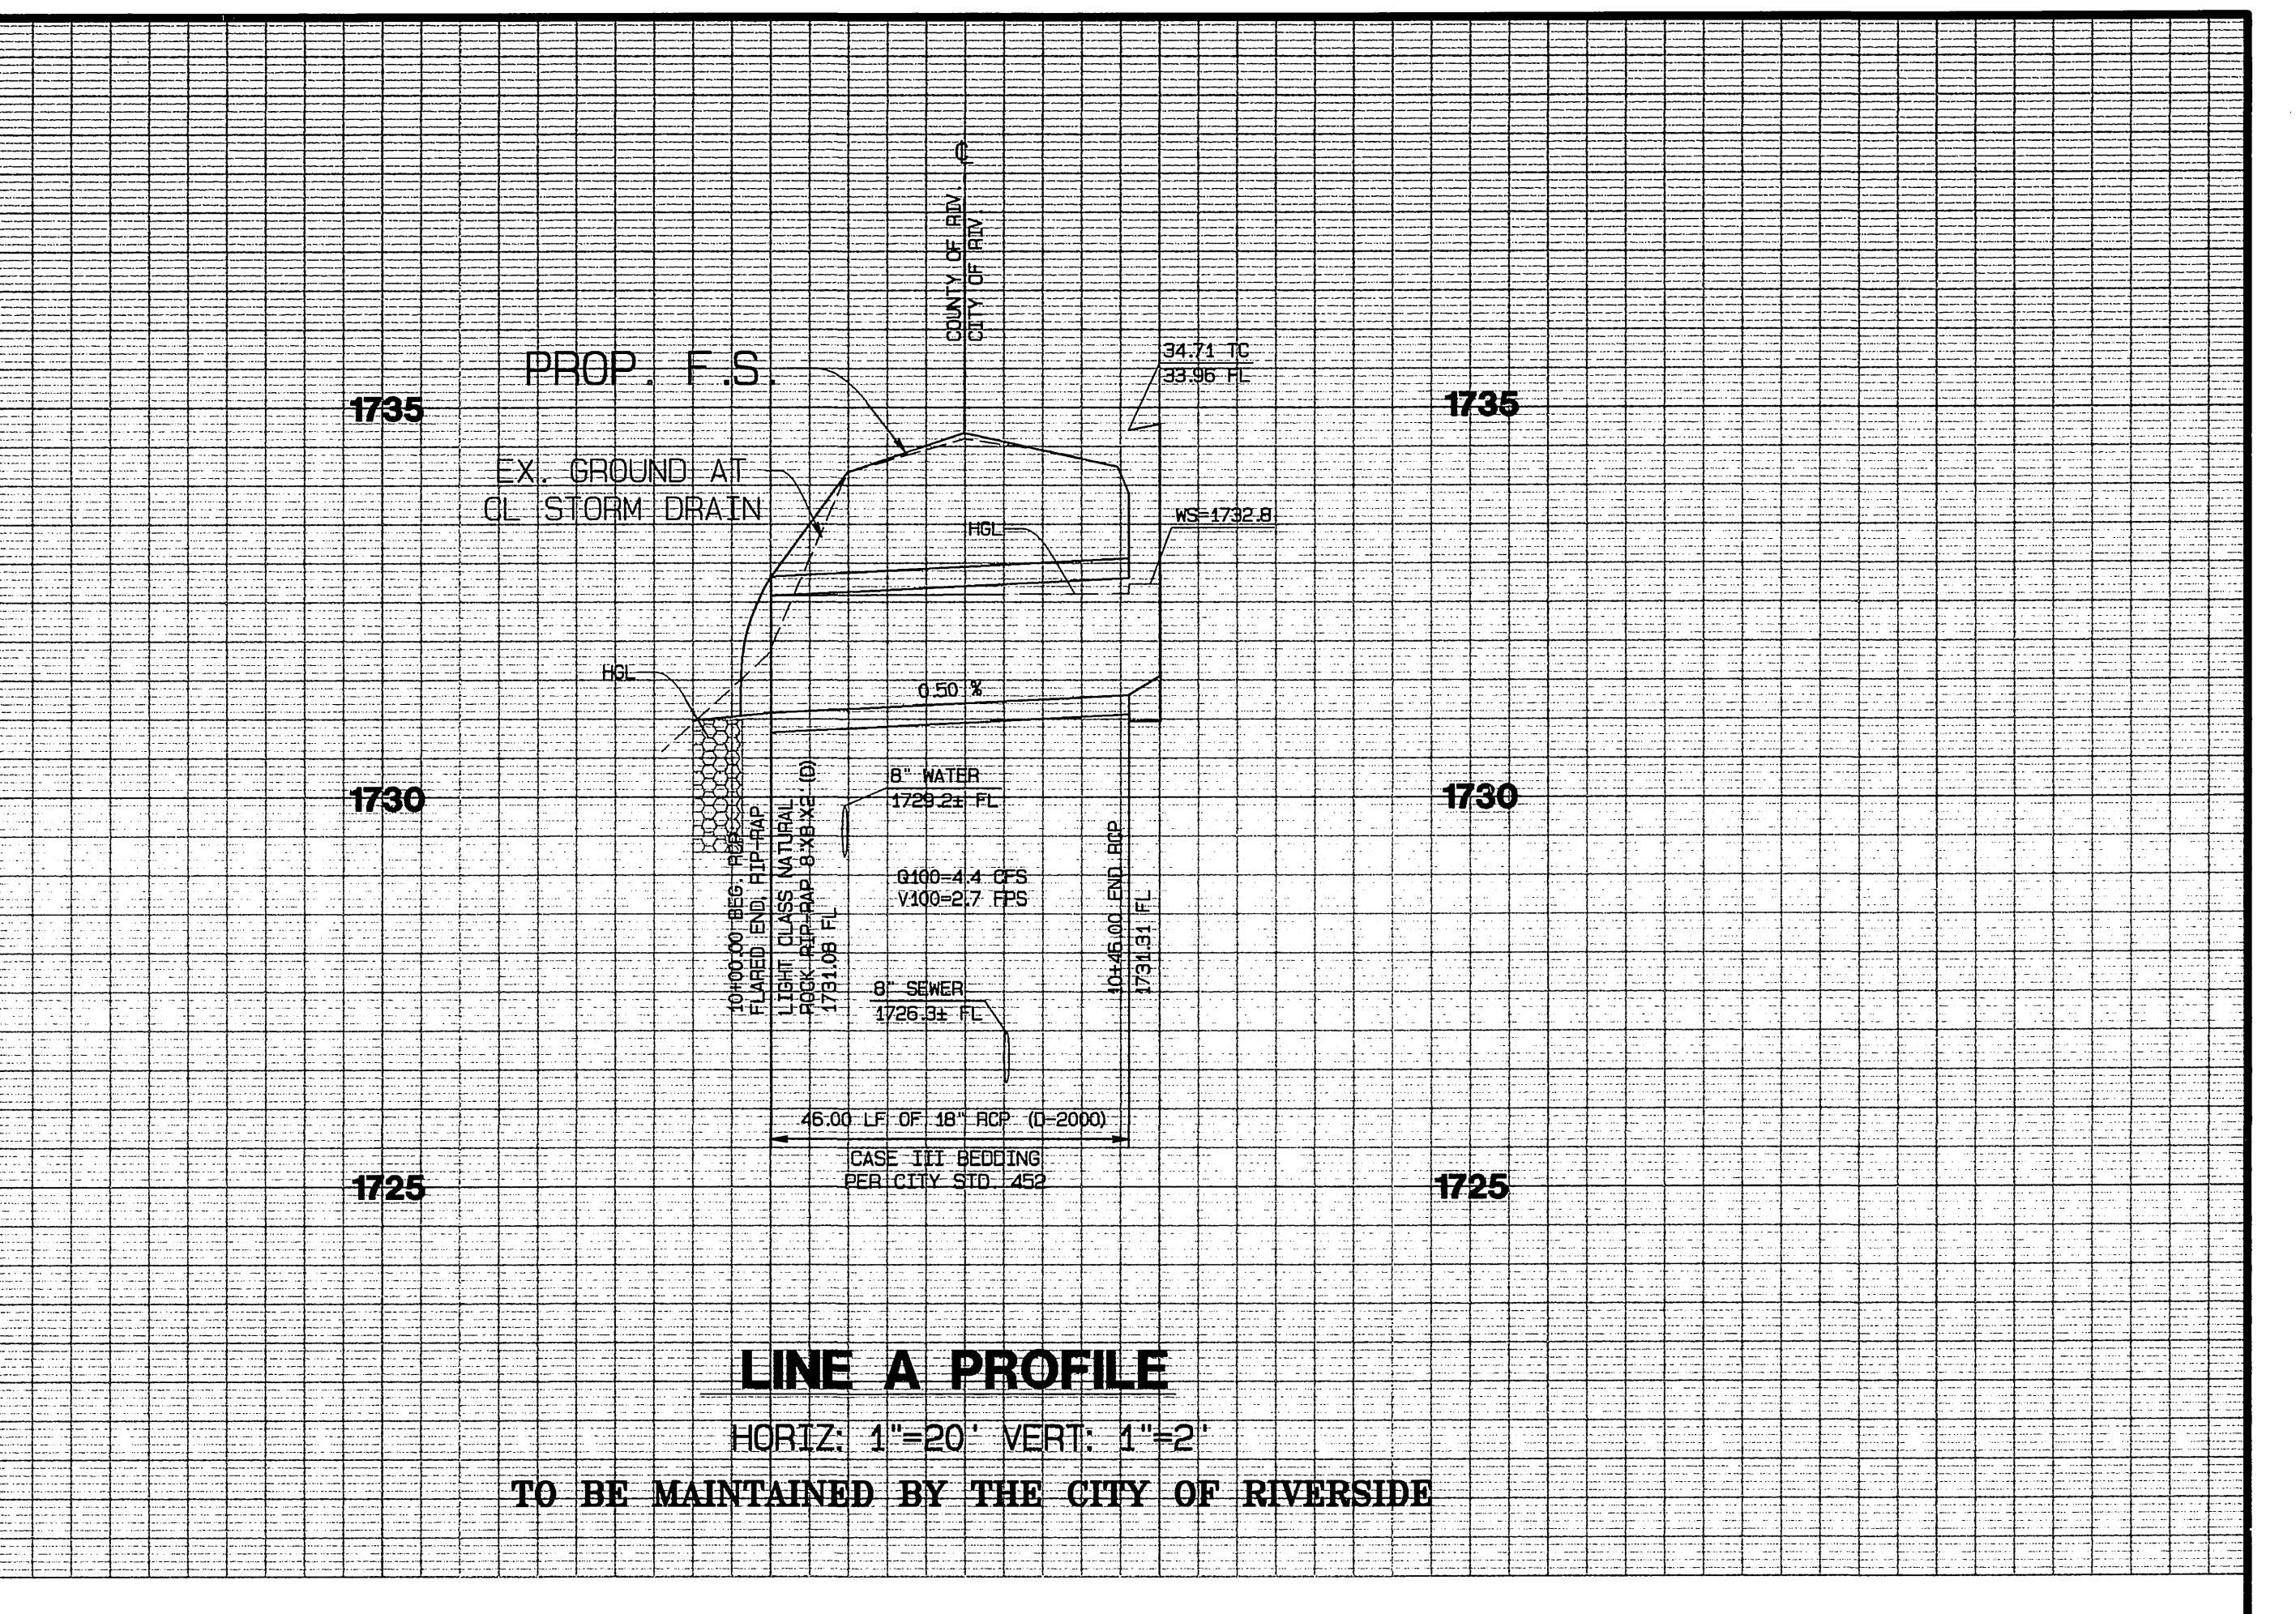 ℄
COUNTY OF RIV.
CITY OF RIV.
34.71 TC
33.96 FL
PROP. F.S.
1735
1735
EX. GROUND AT
CL STORM DRAIN
HGL
WS=1732.8
HGL
0.50 %
8" WATER
1729.2± FL
1730
1730
10+00.00 BEG. RCP
FLARED END, RIP-RAP
LIGHT CLASS NATURAL
ROCK RIP-RAP 8'X8'X2'(D)
1731.08 FL
Q100=4.4 CFS
V100=2.7 FPS
10+46.00 END RCP
1731.31 FL
8" SEWER
1726.3± FL
46.00 LF OF 18" RCP (D-2000)
CASE III BEDDING
PER CITY STD. 452
1725
1725
LINE A PROFILE
HORIZ: 1"=20' VERT: 1"=2'
TO BE MAINTAINED BY THE CITY OF RIVERSIDE